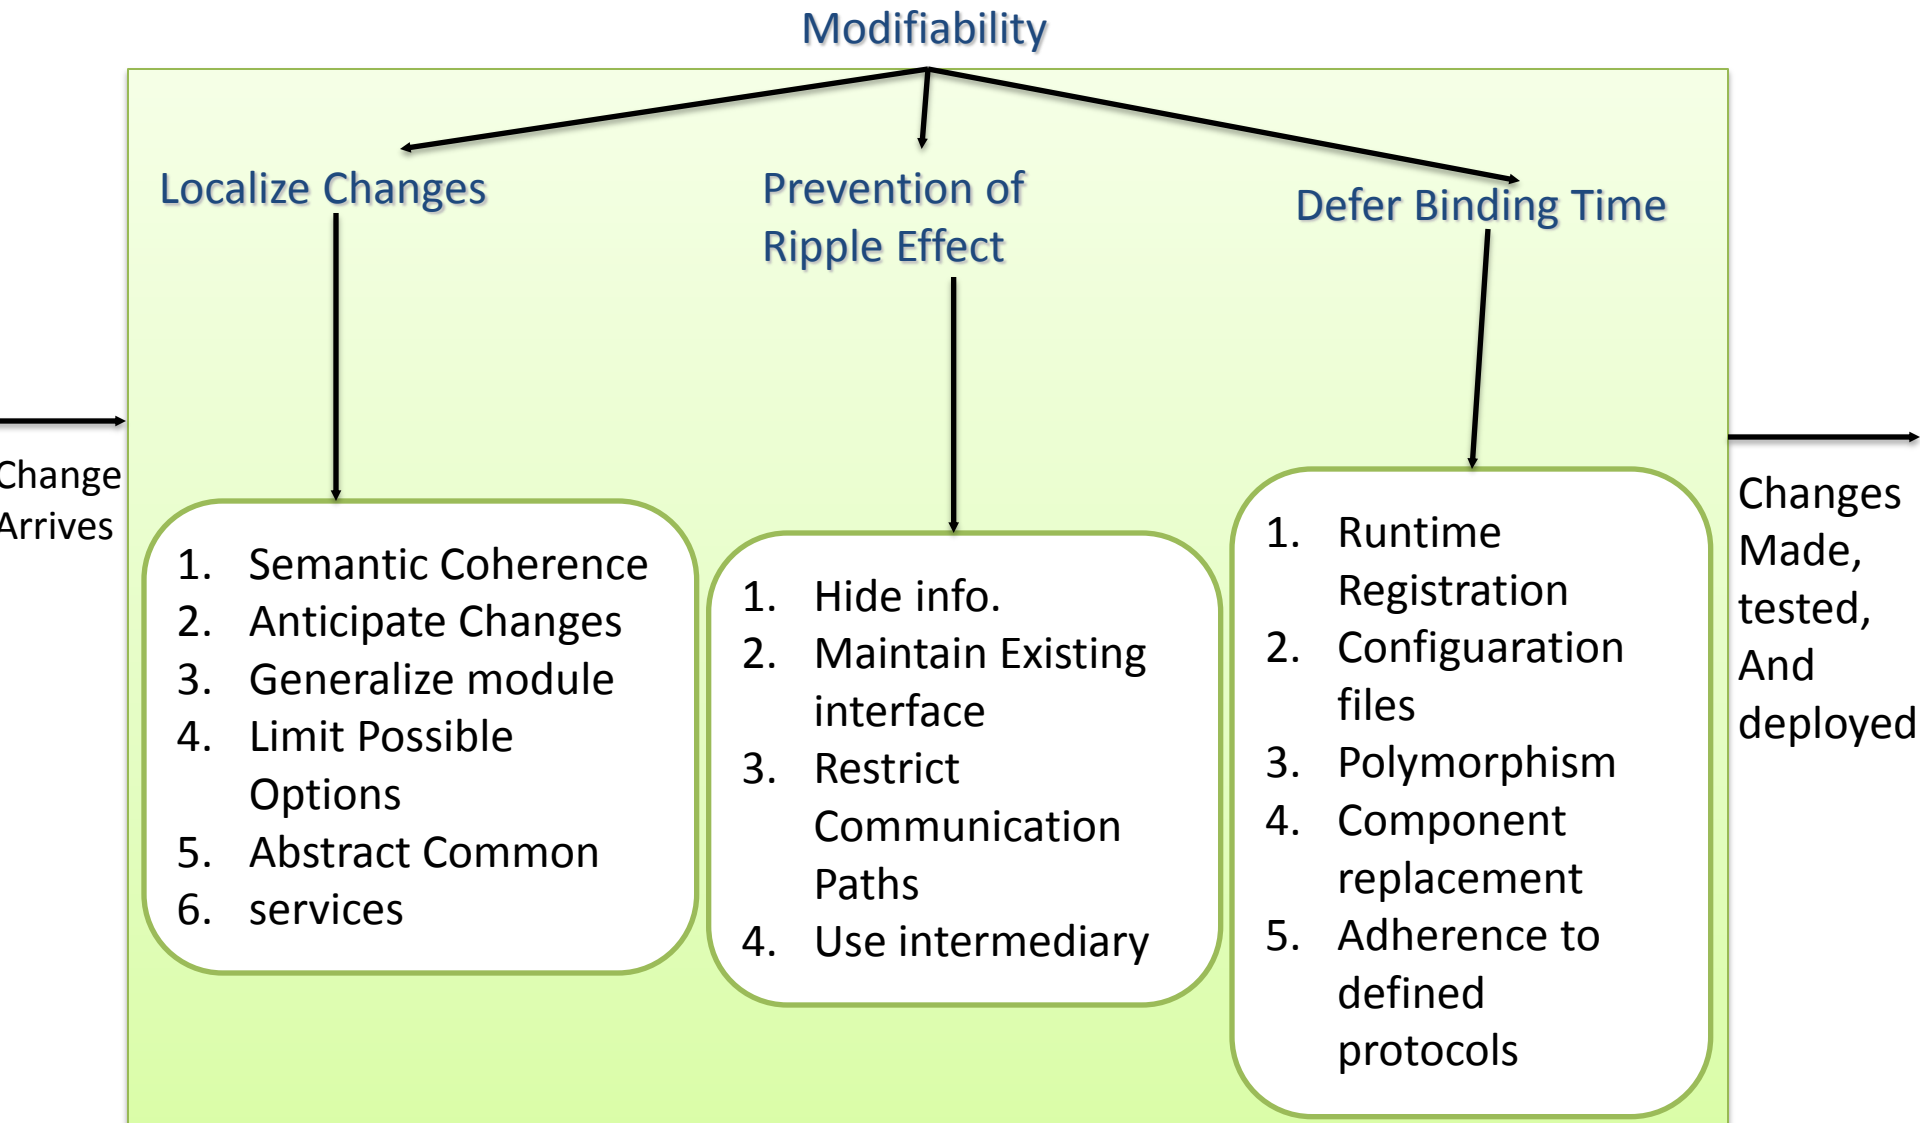 Modifiability
Localize Changes
Prevention of
Ripple Effect
Defer Binding Time
Change
Arrives
1. Semantic Coherence
2. Anticipate Changes
3. Generalize module
4. Limit Possible
Options
5. Abstract Common
6. services
1. Hide info.
2. Maintain Existing
interface
3. Restrict
Communication
Paths
4. Use intermediary
1. Runtime
Registration
2. Configuaration
files
3. Polymorphism
4. Component
replacement
5. Adherence to
defined
protocols
Changes
Made,
tested,
And
deployed